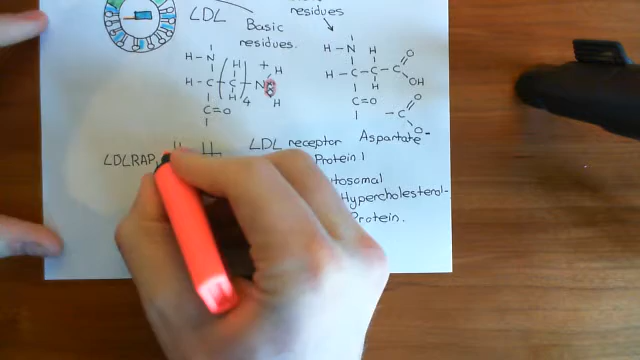 residues
LDL
Basic
residues.
H - N
H - C - ( C ) - N
H
H
+
H
H
4
C = O
H - N
H
H - C - C - C
O
OH
H
C = O
- C
O
O-
Aspartate
LDL receptor
LDLRAP
Protein 1
Hypercholesterol-
Protein.